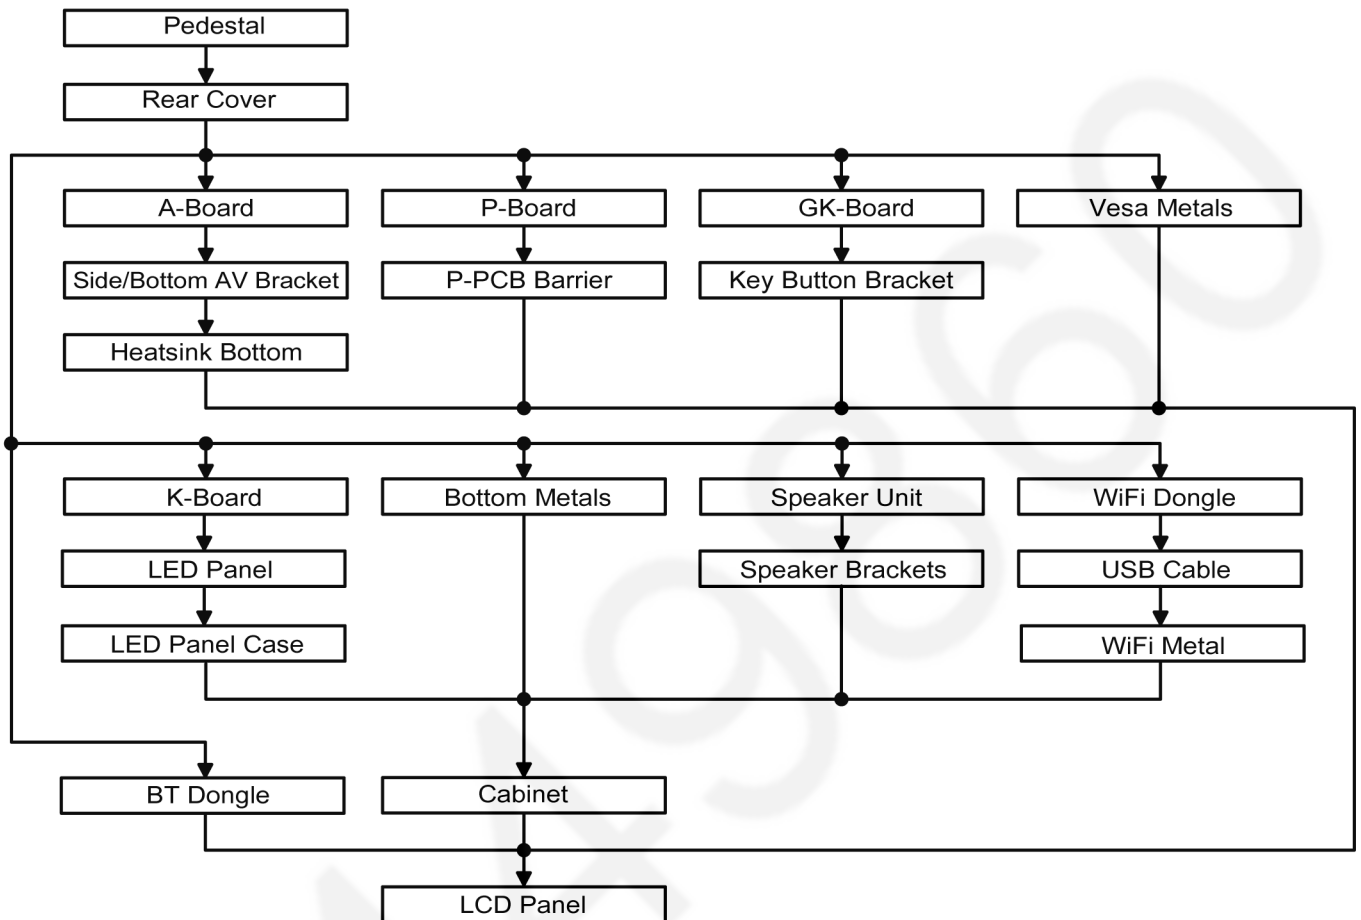 Pedestal
Rear Cover
A-Board
P-Board
GK-Board
Vesa Metals
Side/Bottom AV Bracket
P-PCB Barrier
Key Button Bracket
Heatsink Bottom
K-Board
Bottom Metals
Speaker Unit
WiFi Dongle
LED Panel
Speaker Brackets
USB Cable
LED Panel Case
WiFi Metal
BT Dongle
Cabinet
LCD Panel